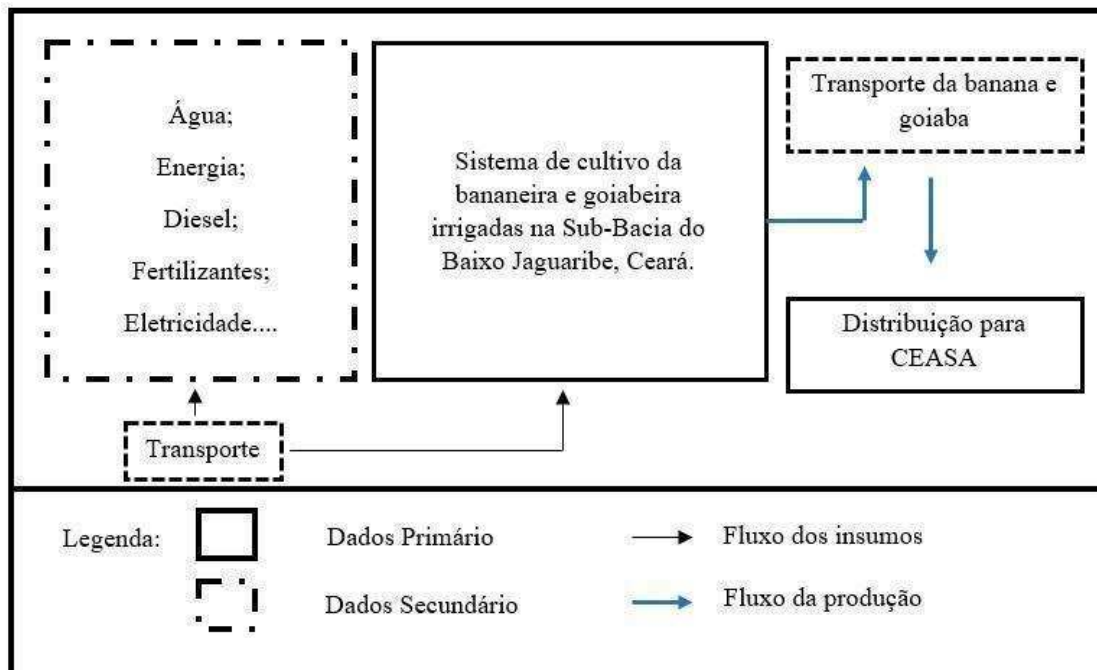 Água;
Energia;
Diesel;
Fertilizantes;
Eletricidade....
Transporte
Sistema de cultivo da
bananeira e goiabeira
irrigadas na Sub-Bacia do
Baixo Jaguaribe, Ceará.
Transporte da banana e
goiaba
Distribuição para
CEASA
Legenda:
Dados Primário
Fluxo dos insumos
Dados Secundário
Fluxo da produção